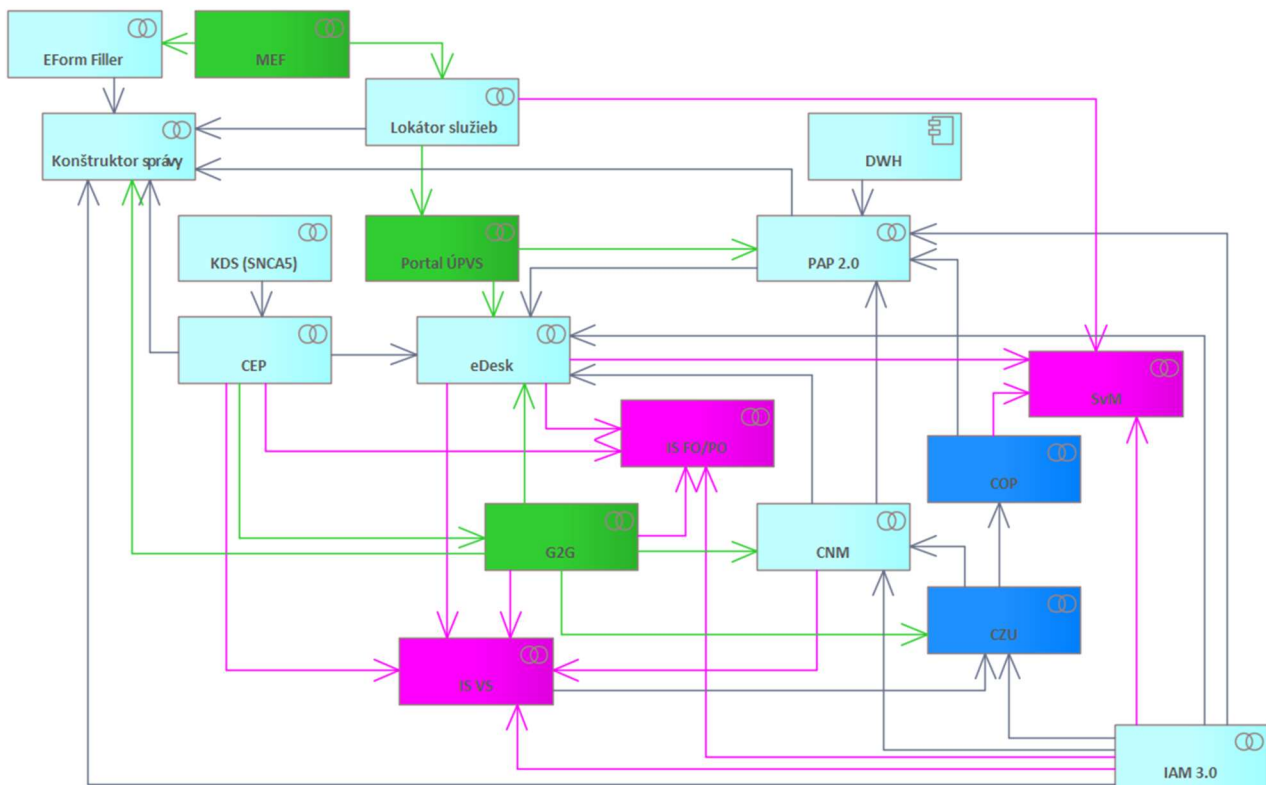 EForm Filler
MEF
Lokátor služieb
Konštruktor správy
DWH
KDS (SNCA5)
Portal ÚPVS
PAP 2.0
CEP
eDesk
SvM
IS FO/PO
COP
G2G
CNM
CZU
IS VS
IAM 3.0